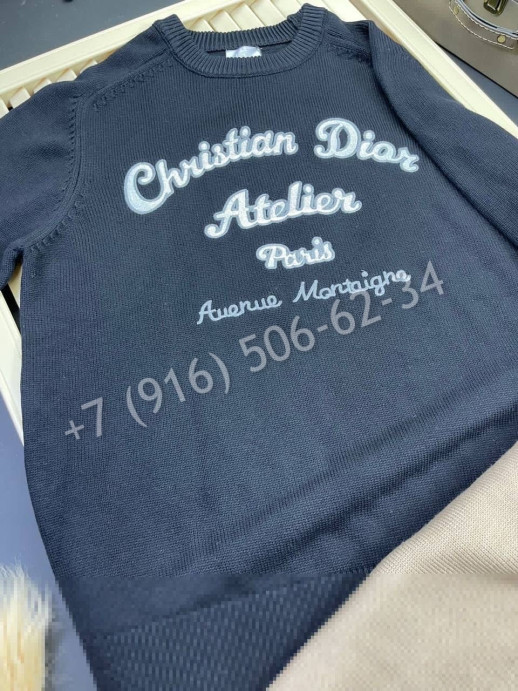 Christian Dior
Atelier
Paris
Avenue Montaigne
+7 (916) 506-62-34